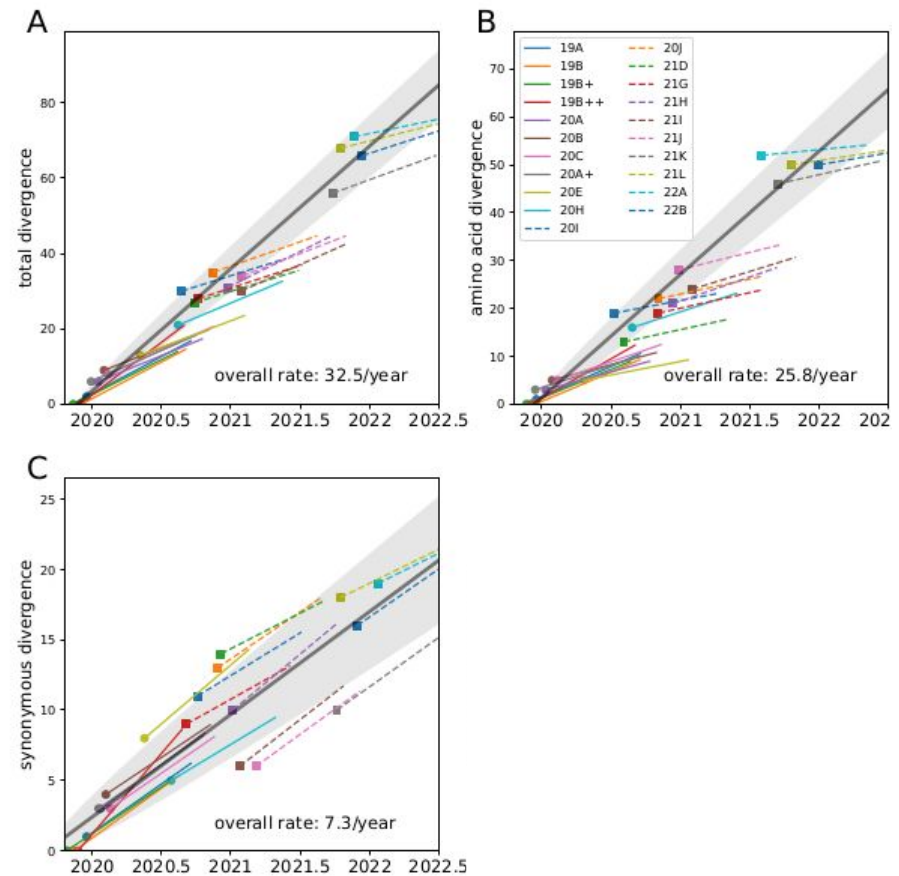 A
total divergence
80
60
40
20
0
overall rate: 32.5/year
2020 2020.5 2021 2021.5 2022 2022.5
B
amino acid divergence
70
60
50
40
30
20
10
0
19A 20J
19B 21D
19B+ 21G
19B++ 21H
20A 21I
20B 21J
20C 21K
20A+ 21L
20E 22A
20H 22B
20I
overall rate: 25.8/year
2020 2020.5 2021 2021.5 2022 202
C
synonymous divergence
25
20
15
10
5
0
overall rate: 7.3/year
2020 2020.5 2021 2021.5 2022 2022.5